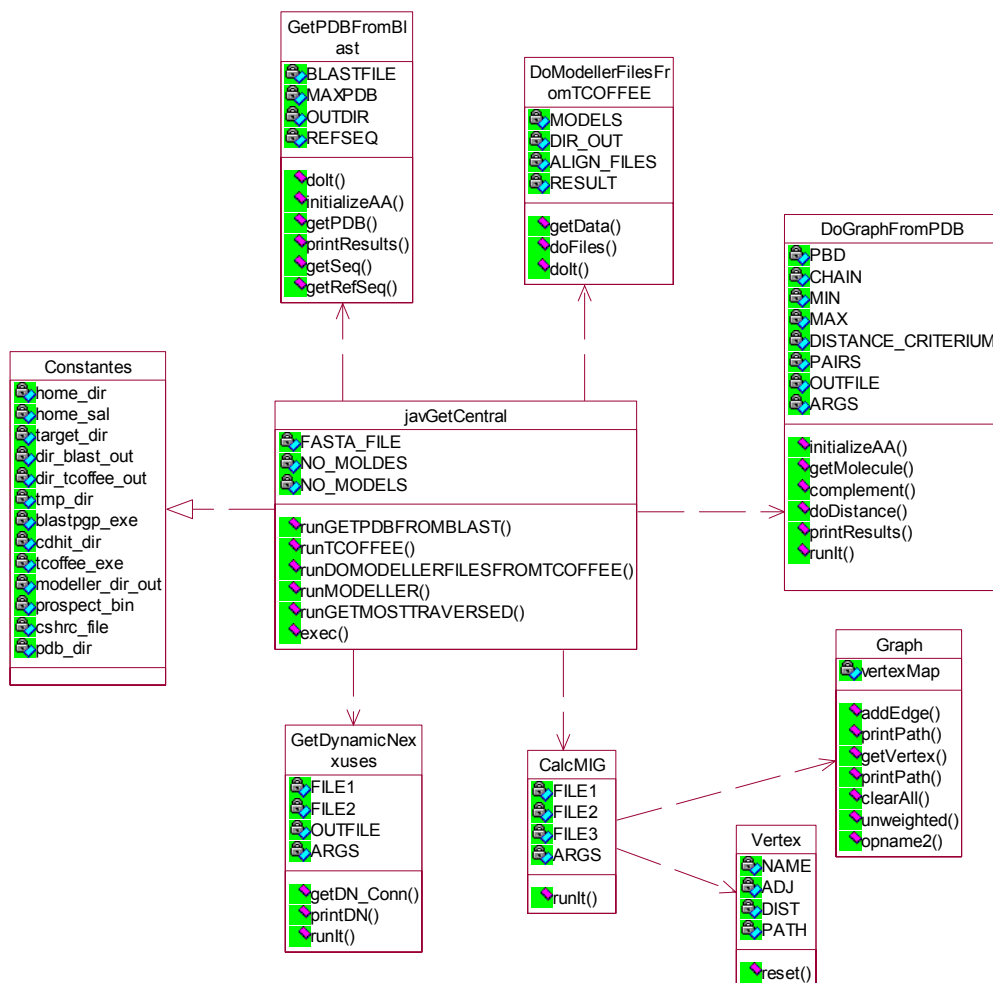 GetPDBFromBl
ast
BLASTFILE
MAXPDB
OUTDIR
REFSEQ
doIt()
initializeAA()
getPDB()
printResults()
getSeq()
getRefSeq()
DoModellerFilesFr
omTCOFFEE
MODELS
DIR_OUT
ALIGN_FILES
RESULT
getData()
doFiles()
doIt()
DoGraphFromPDB
PBD
CHAIN
MIN
MAX
DISTANCE_CRITERIUM
PAIRS
OUTFILE
ARGS
initializeAA()
getMolecule()
complement()
doDistance()
printResults()
runIt()
Constantes
home_dir
home_sal
target_dir
dir_blast_out
dir_tcoffee_out
tmp_dir
blastpgp_exe
cdhit_dir
tcoffee_exe
modeller_dir_out
prospect_bin
cshrc_file
pdb_dir
javGetCentral
FASTA_FILE
NO_MOLDES
NO_MODELS
runGETPDBFROMBLAST()
runTCOFFEE()
runDOMODELLERFILESFROMTCOFFEE()
runMODELLER()
runGETMOSTTRAVERSED()
exec()
GetDynamicNe
xuses
FILE1
FILE2
OUTFILE
ARGS
getDN_Conn()
printDN()
runIt()
CalcMIG
FILE1
FILE2
FILE3
ARGS
runIt()
Graph
vertexMap
addEdge()
printPath()
getVertex()
printPath()
clearAll()
unweighted()
opname2()
Vertex
NAME
ADJ
DIST
PATH
reset()